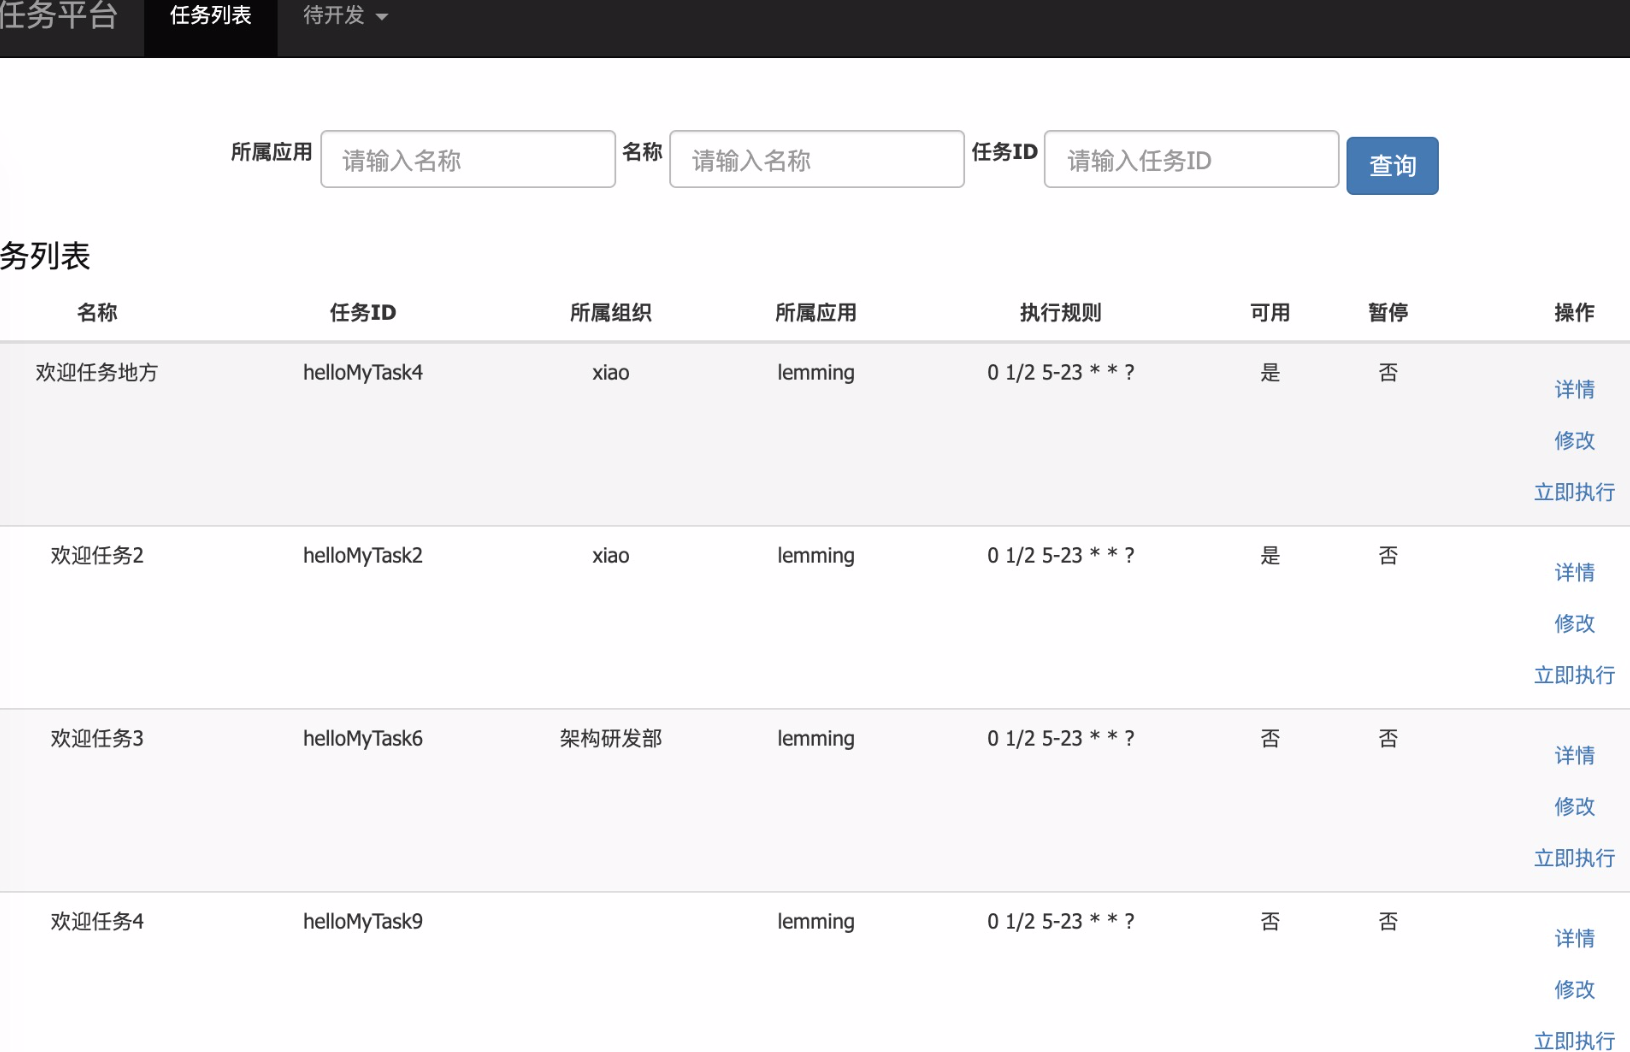 任务平台 任务列表 待开发
所属应用 请输入名称 名称 请输入名称 任务ID 请输入任务ID 查询
务列表
名称 任务ID 所属组织 所属应用 执行规则 可用 暂停 操作
欢迎任务地方 helloMyTask4 xiao lemming 0 1/2 5-23 * * ? 是 否
详情
修改
立即执行
欢迎任务2 helloMyTask2 xiao lemming 0 1/2 5-23 * * ? 是 否
详情
修改
立即执行
欢迎任务3 helloMyTask6 架构研发部 lemming 0 1/2 5-23 * * ? 否 否
详情
修改
立即执行
欢迎任务4 helloMyTask9 lemming 0 1/2 5-23 * * ? 否 否
详情
修改
立即执行